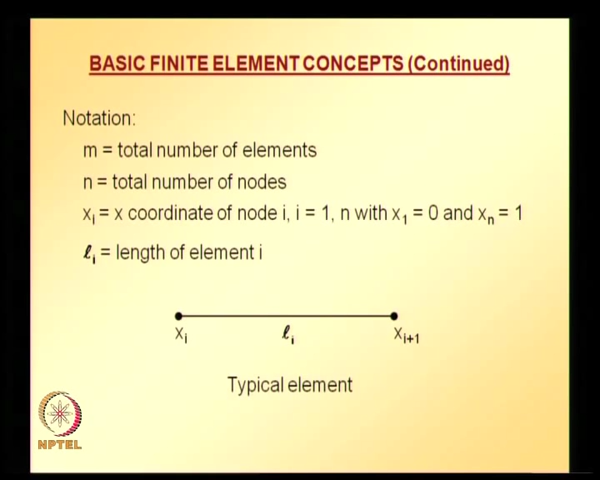 BASIC FINITE ELEMENT CONCEPTS (Continued)
Notation:
m = total number of elements
n = total number of nodes
xᵢ = x coordinate of node i, i = 1, n with x₁ = 0 and xₙ = 1
ℓᵢ = length of element i
xᵢ ℓᵢ xᵢ₊₁
Typical element
NPTEL